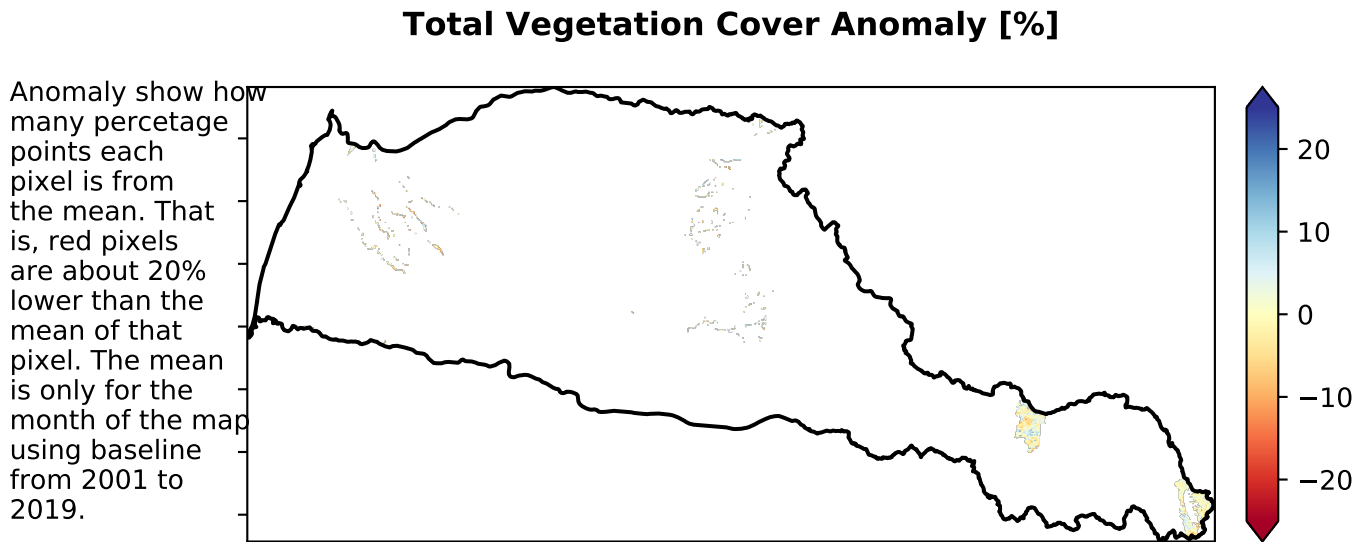 Total Vegetation Cover Anomaly [%]
Anomaly show how
many percetage
points each
pixel is from
the mean. That
is, red pixels
are about 20%
lower than the
mean of that
pixel. The mean
is only for the
month of the map
using baseline
from 2001 to
2019.
20
10
0
−10
−20